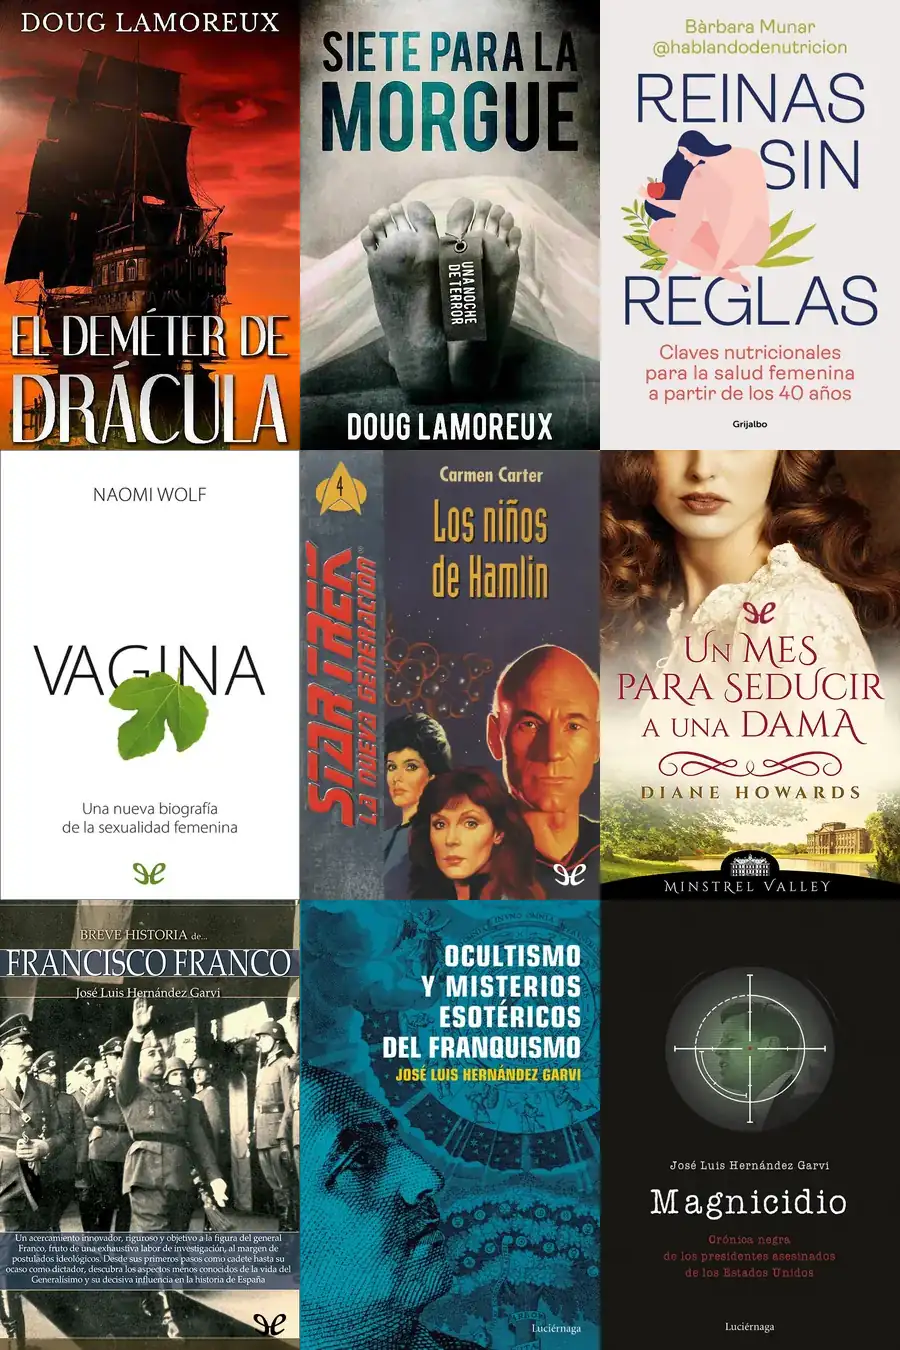 DOUG LAMOREUX
EL DEMÉTER DE
DRÁCULA
SIETE PARA LA
MORGUE
UNA NOCHE
DE TERROR
DOUG LAMOREUX
Bàrbara Munar
@hablandodenutricion
REINAS
SIN
REGLAS
Claves nutricionales
para la salud femenina
a partir de los 40 años
Grijalbo
NAOMI WOLF
VAGINA
Una nueva biografía
de la sexualidad femenina
4
STAR TREK
LA NUEVA GENERACIÓN
Carmen Carter
Los niños
de Hamlin
UN MES
PARA SEDUCIR
A UNA DAMA
DIANE HOWARDS
MINSTREL VALLEY
BREVE HISTORIA de...
FRANCISCO FRANCO
José Luis Hernández Garvi
Un acercamiento innovador, riguroso y objetivo a la figura del general
Franco, fruto de una exhaustiva labor de investigación, al margen de
postulados ideológicos. Desde sus primeros pasos como cadete hasta su
ocaso como dictador, descubra los aspectos menos conocidos de la vida del
Generalísimo y su decisiva influencia en la historia de España
OCULTISMO
Y MISTERIOS
ESOTÉRICOS
DEL FRANQUISMO
JOSÉ LUIS HERNÁNDEZ GARVI
Luciérnaga
José Luis Hernández Garvi
Magnicidio
Crónica negra
de los presidentes asesinados
de los Estados Unidos
Luciérnaga